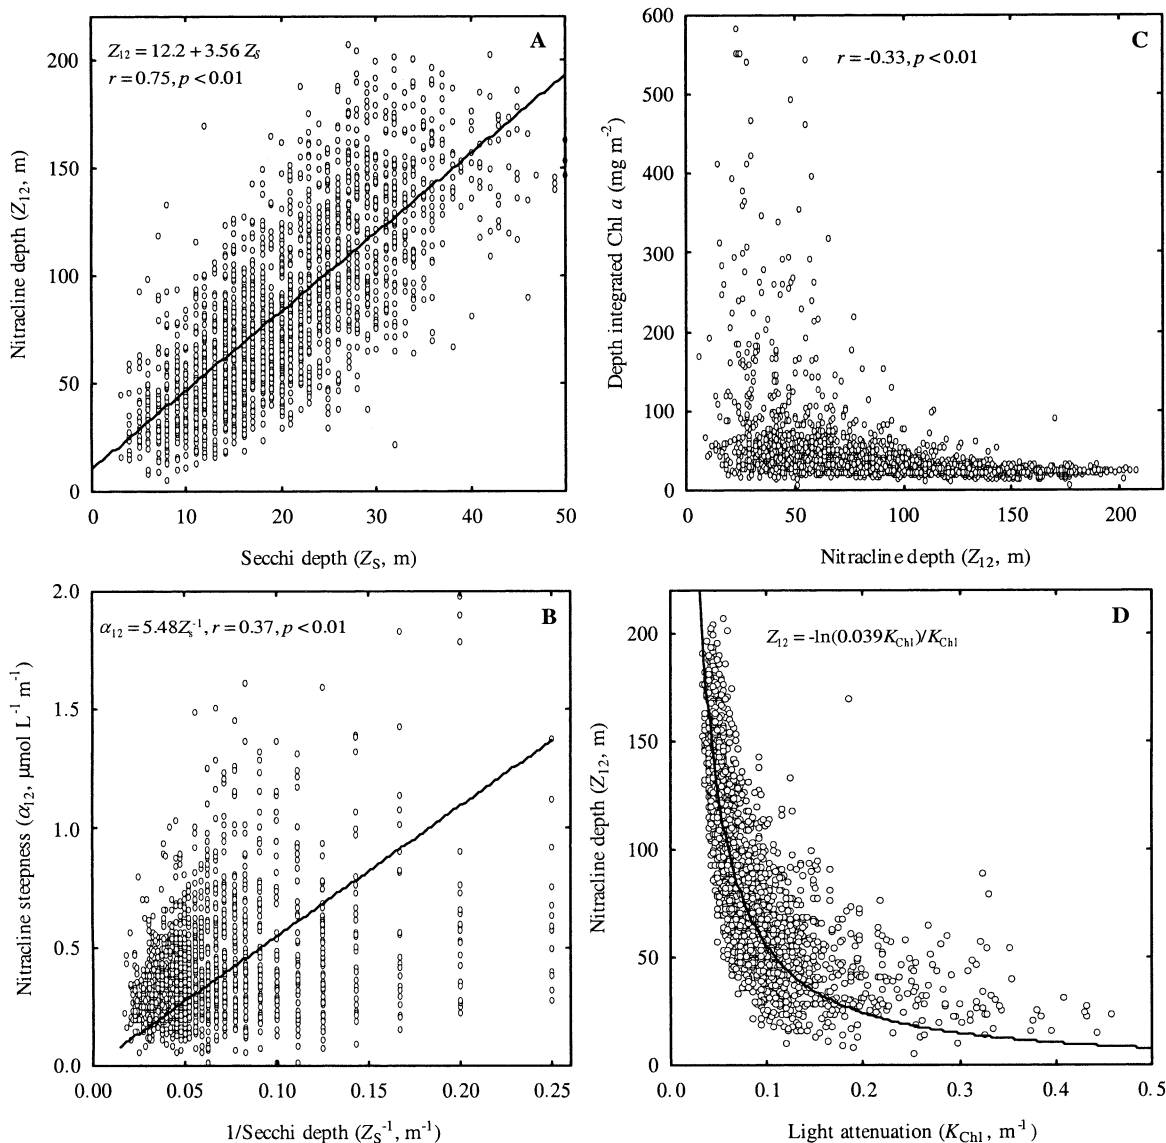 A
Z12 = 12.2 + 3.56 ZS
r = 0.75, p < 0.01
200
150
100
50
0
Nitracline depth (Z12, m)
0 10 20 30 40 50
Secchi depth (ZS, m)
C
r = -0.33, p < 0.01
600
500
400
300
200
100
0
Depth integrated Chl a (mg m-2)
0 50 100 150 200
Nitracline depth (Z12, m)
B
α12 = 5.48Zs-1, r = 0.37, p < 0.01
2.0
1.5
1.0
0.5
0.0
Nitracline steepness (α12, µmol L-1 m-1)
0.00 0.05 0.10 0.15 0.20 0.25
1/Secchi depth (ZS-1, m-1)
D
Z12 = -ln(0.039KChl)/KChl
200
150
100
50
0
Nitracline depth (Z12, m)
0.0 0.1 0.2 0.3 0.4 0.5
Light attenuation (KChl, m-1)